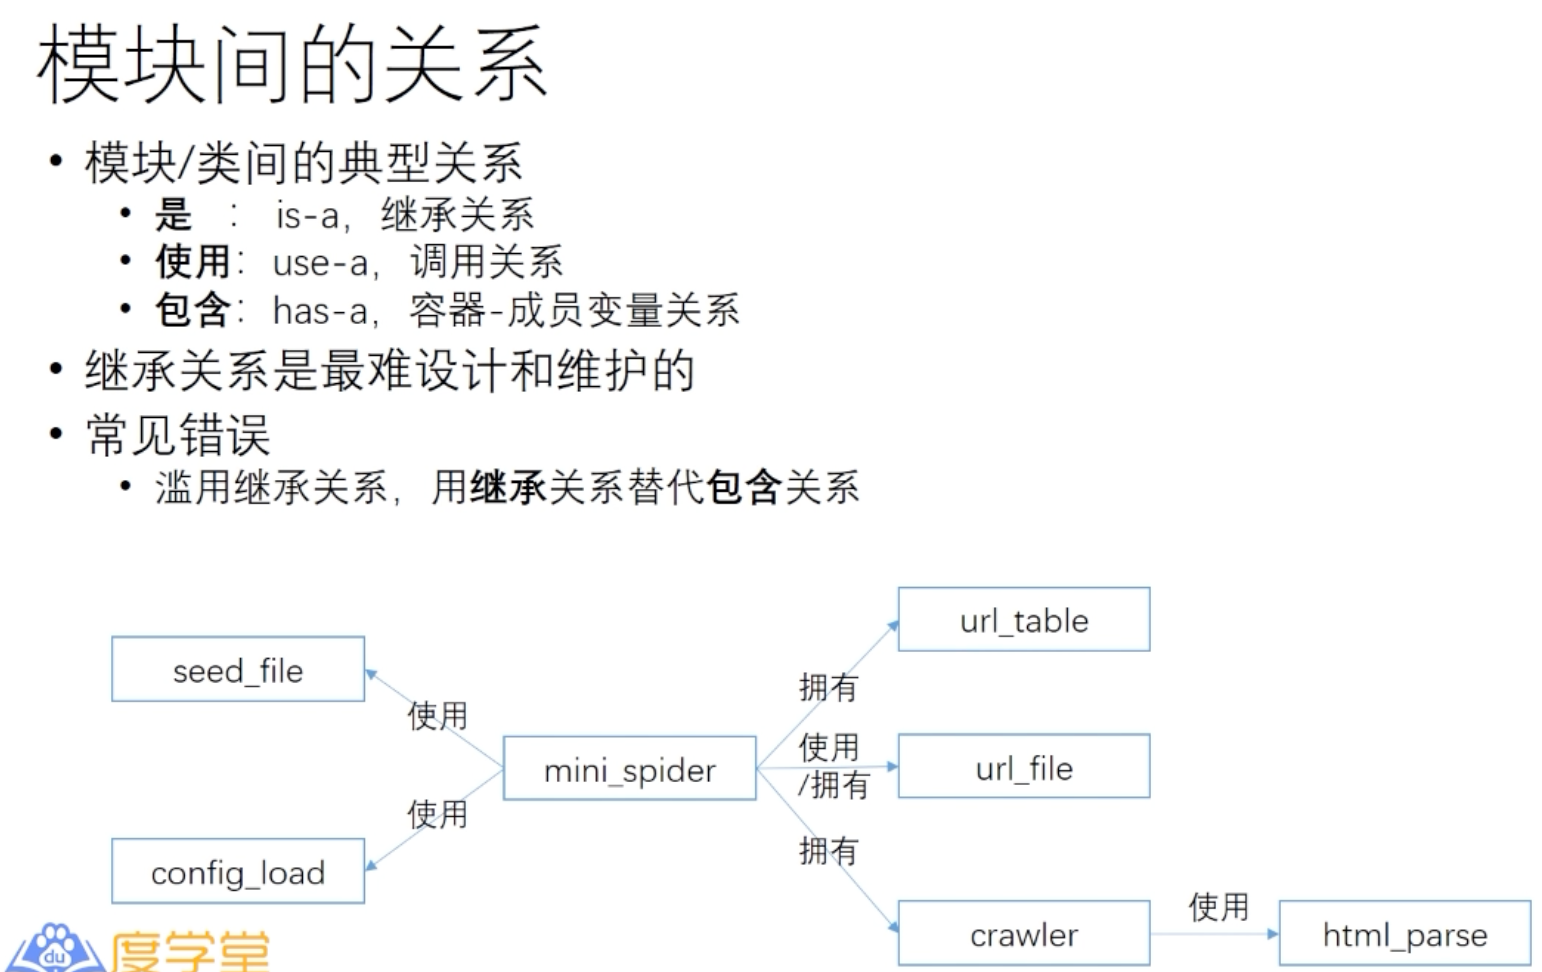 模块间的关系
• 模块/类间的典型关系
• 是 ： is-a, 继承关系
• 使用：use-a, 调用关系
• 包含：has-a, 容器-成员变量关系
• 继承关系是最难设计和维护的
• 常见错误
• 滥用继承关系, 用继承关系替代包含关系
url_table
seed_file
拥有
使用
使用
/拥有
mini_spider
url_file
使用
拥有
config_load
使用
crawler
html_parse
du
度学堂